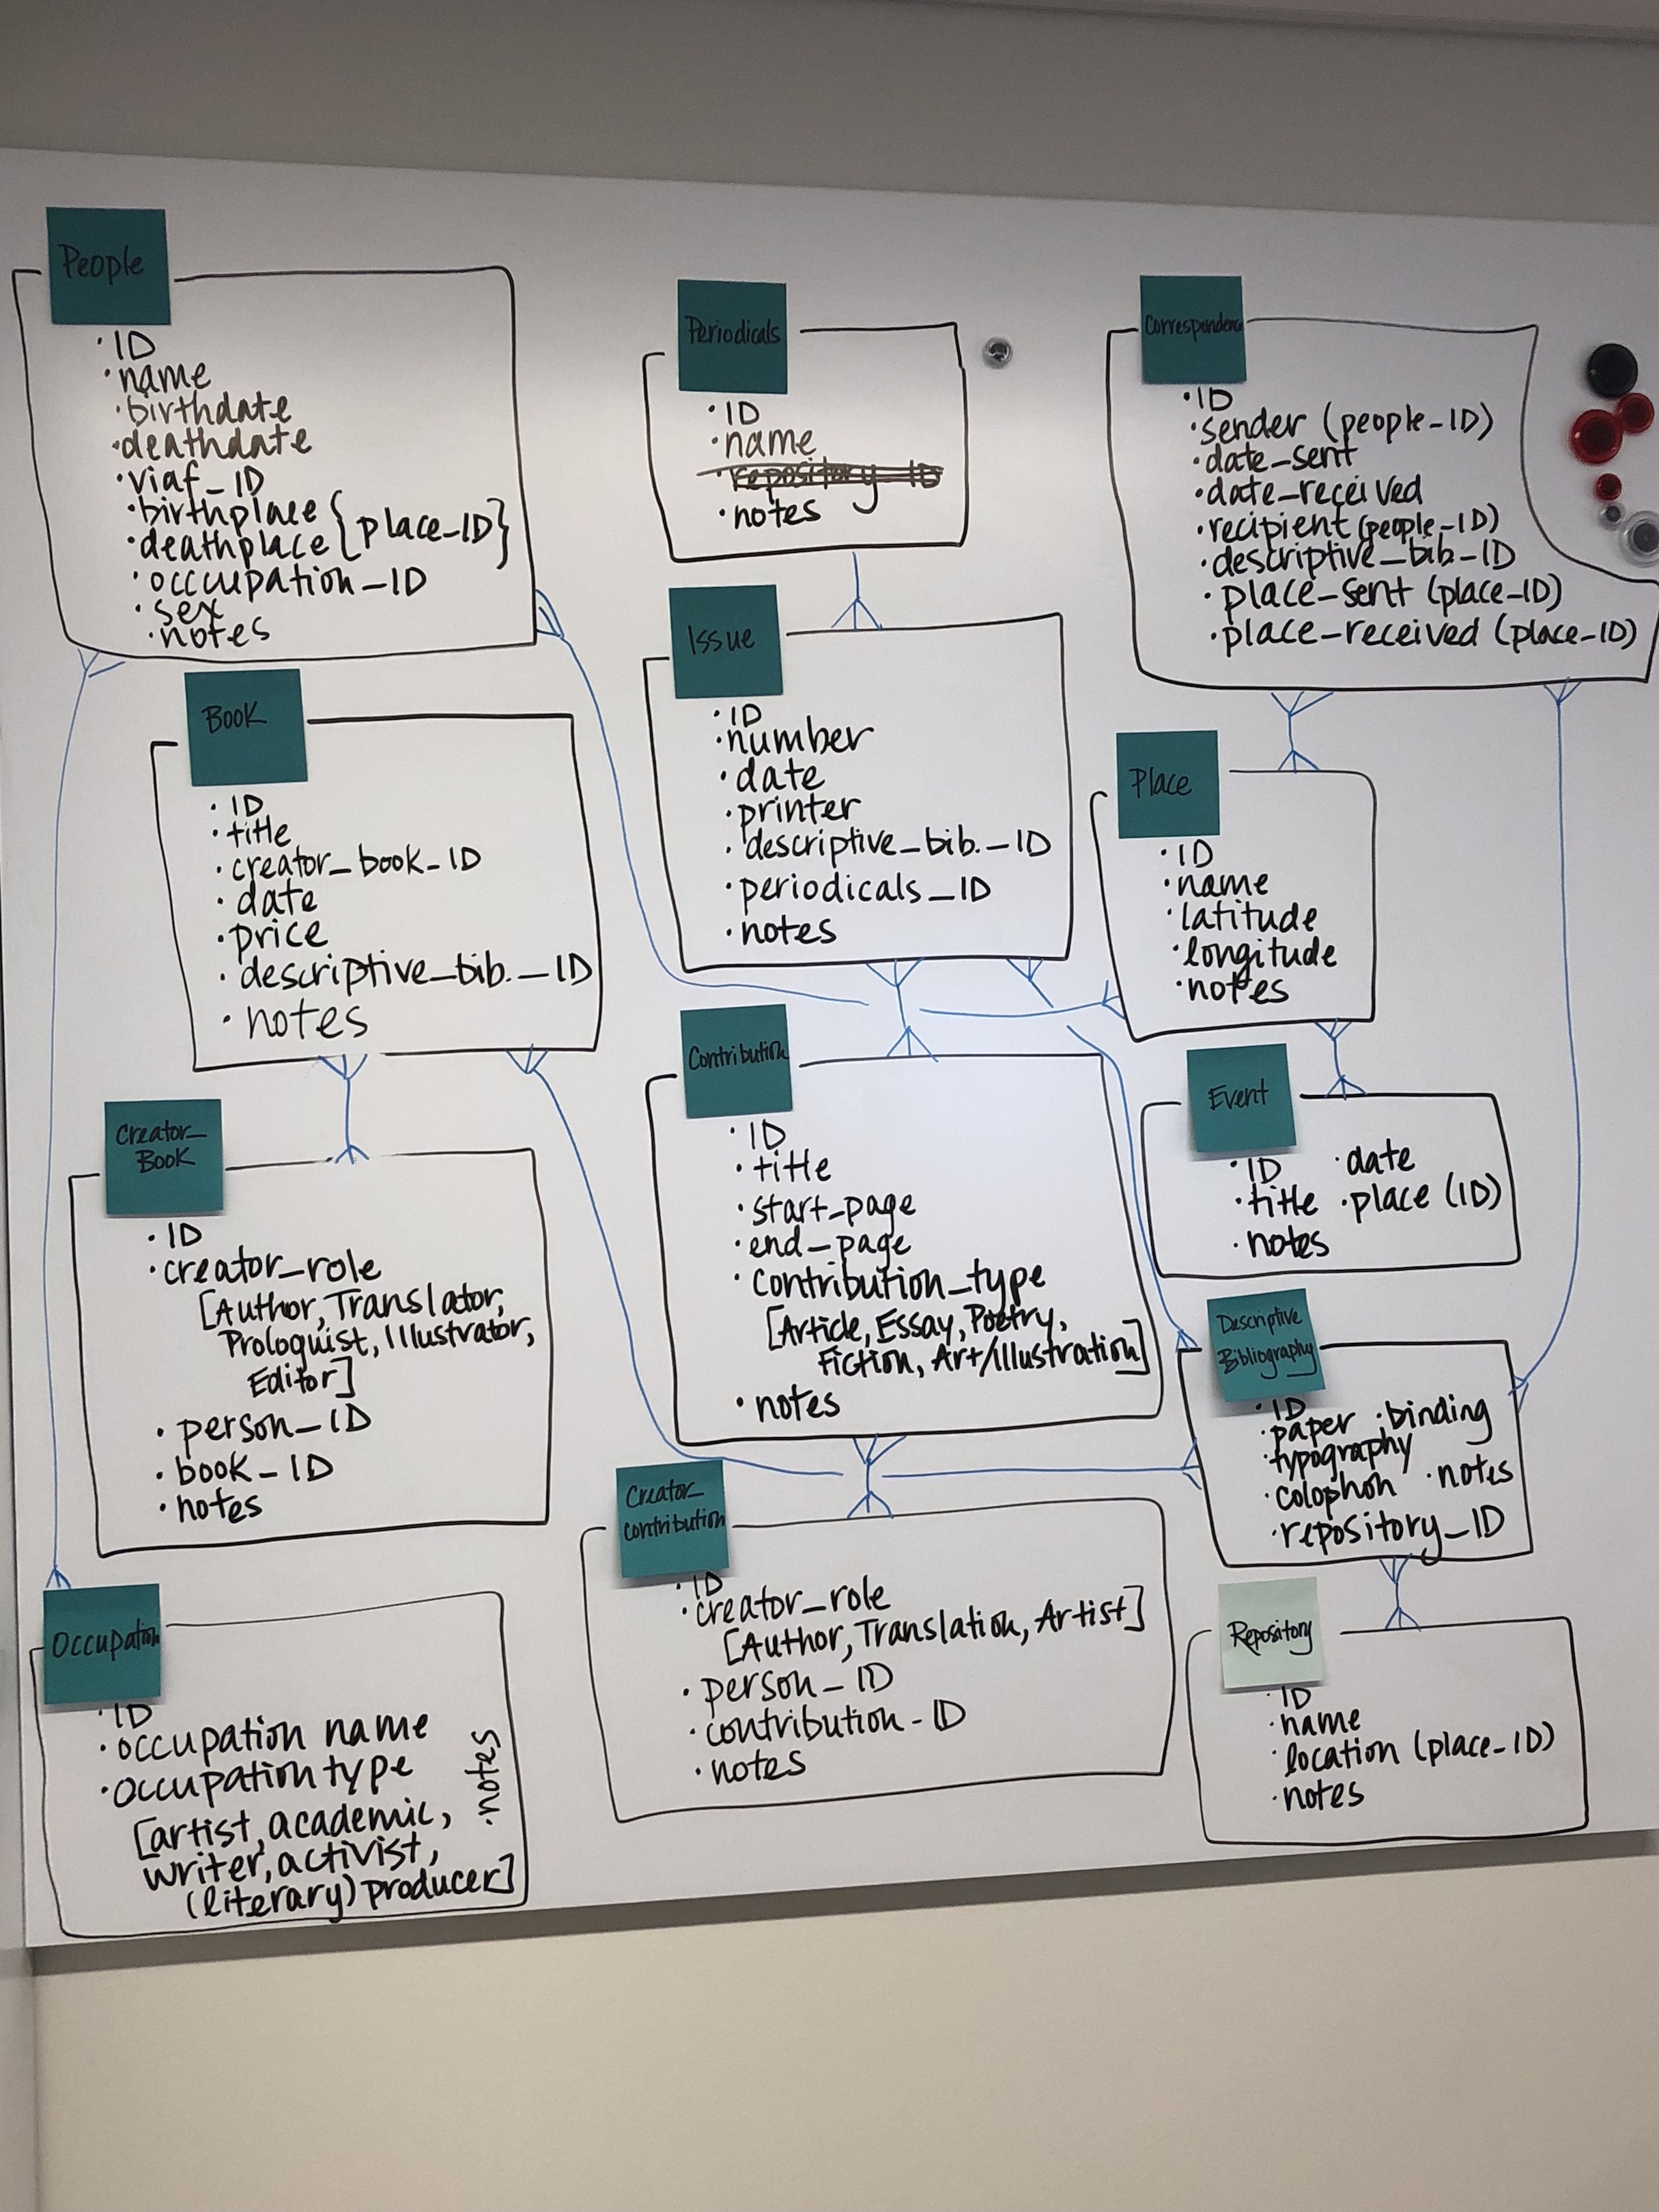 People
·ID
·name
·birthdate
·deathdate
·viaf_ID
·birthplace {place_ID}
·deathplace
·occupation_ID
·sex
·notes
Periodicals
·ID
·name
·repository_ID
·notes
Correspondence
·ID
·sender (people_ID)
·date_sent
·date_received
·recipient (people_ID)
·descriptive_bib_ID
·place_sent (place_ID)
·place_received (place_ID)
Book
·ID
·title
·creator_book_ID
·date
·price
·descriptive_bib._ID
·notes
Issue
·ID
·number
·date
·printer
·descriptive_bib._ID
·periodicals_ID
·notes
Place
·ID
·name
·latitude
·longitude
·notes
Creator_
Book
·ID
·creator_role
[Author, Translator,
Prologuist, Illustrator,
Editor]
·person_ID
·book_ID
·notes
Contribution
·ID
·title
·start_page
·end_page
·contribution_type
[Article, Essay, Poetry,
Fiction, Art/illustration]
·notes
Event
·ID ·date
·title ·place (ID)
·notes
Descriptive
Bibliography
·ID
·paper ·binding
·typography
·colophon ·notes
·repository_ID
Occupation
·ID
·occupation name
·occupation type
[artist, academic,
writer, activist,
(literary) producer]
·notes
Creator_
contribution
·ID
·creator_role
[Author, Translation, Artist]
·person_ID
·contribution_ID
·notes
Repository
·ID
·name
·location (place_ID)
·notes